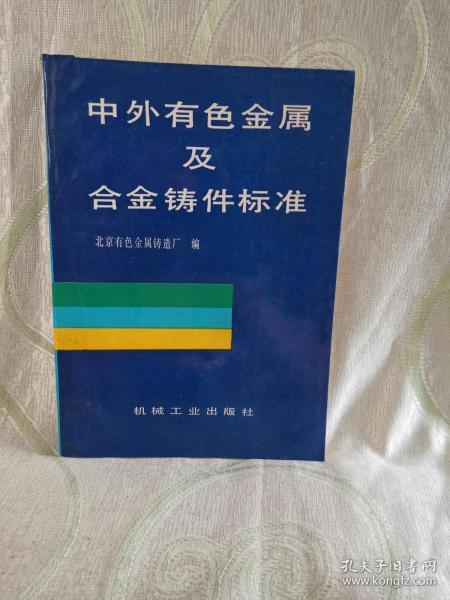 中外有色金属
及
合金铸件标准
北京有色金属铸造厂 编
机械工业出版社
孔夫子旧书网
www.kongfz.com